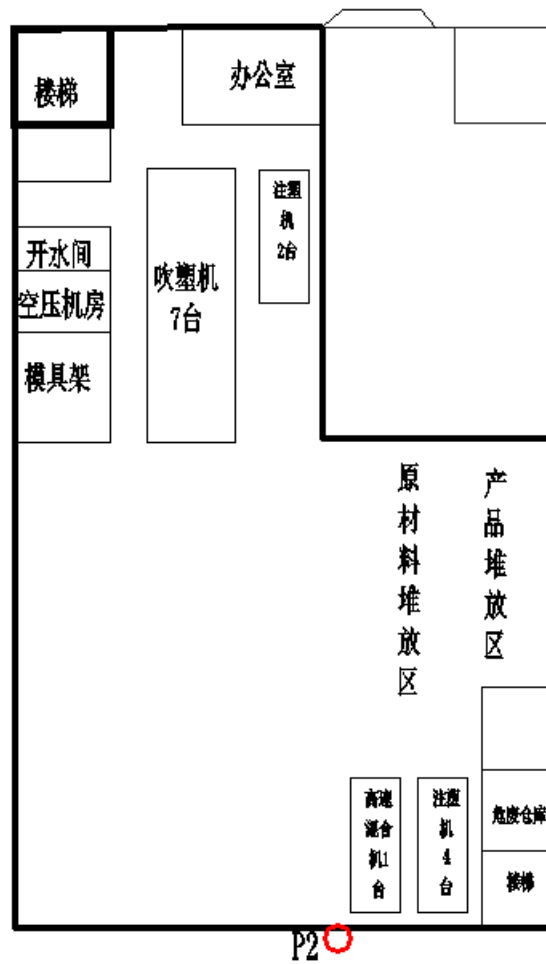 楼梯
办公室
注塑
机
2台
吹塑机
7台
开水间
空压机房
模具架
原
材
料
堆
放
区
产
品
堆
放
区
高速
混合
机1
台
注塑
机
4
台
危废仓库
楼梯
P2